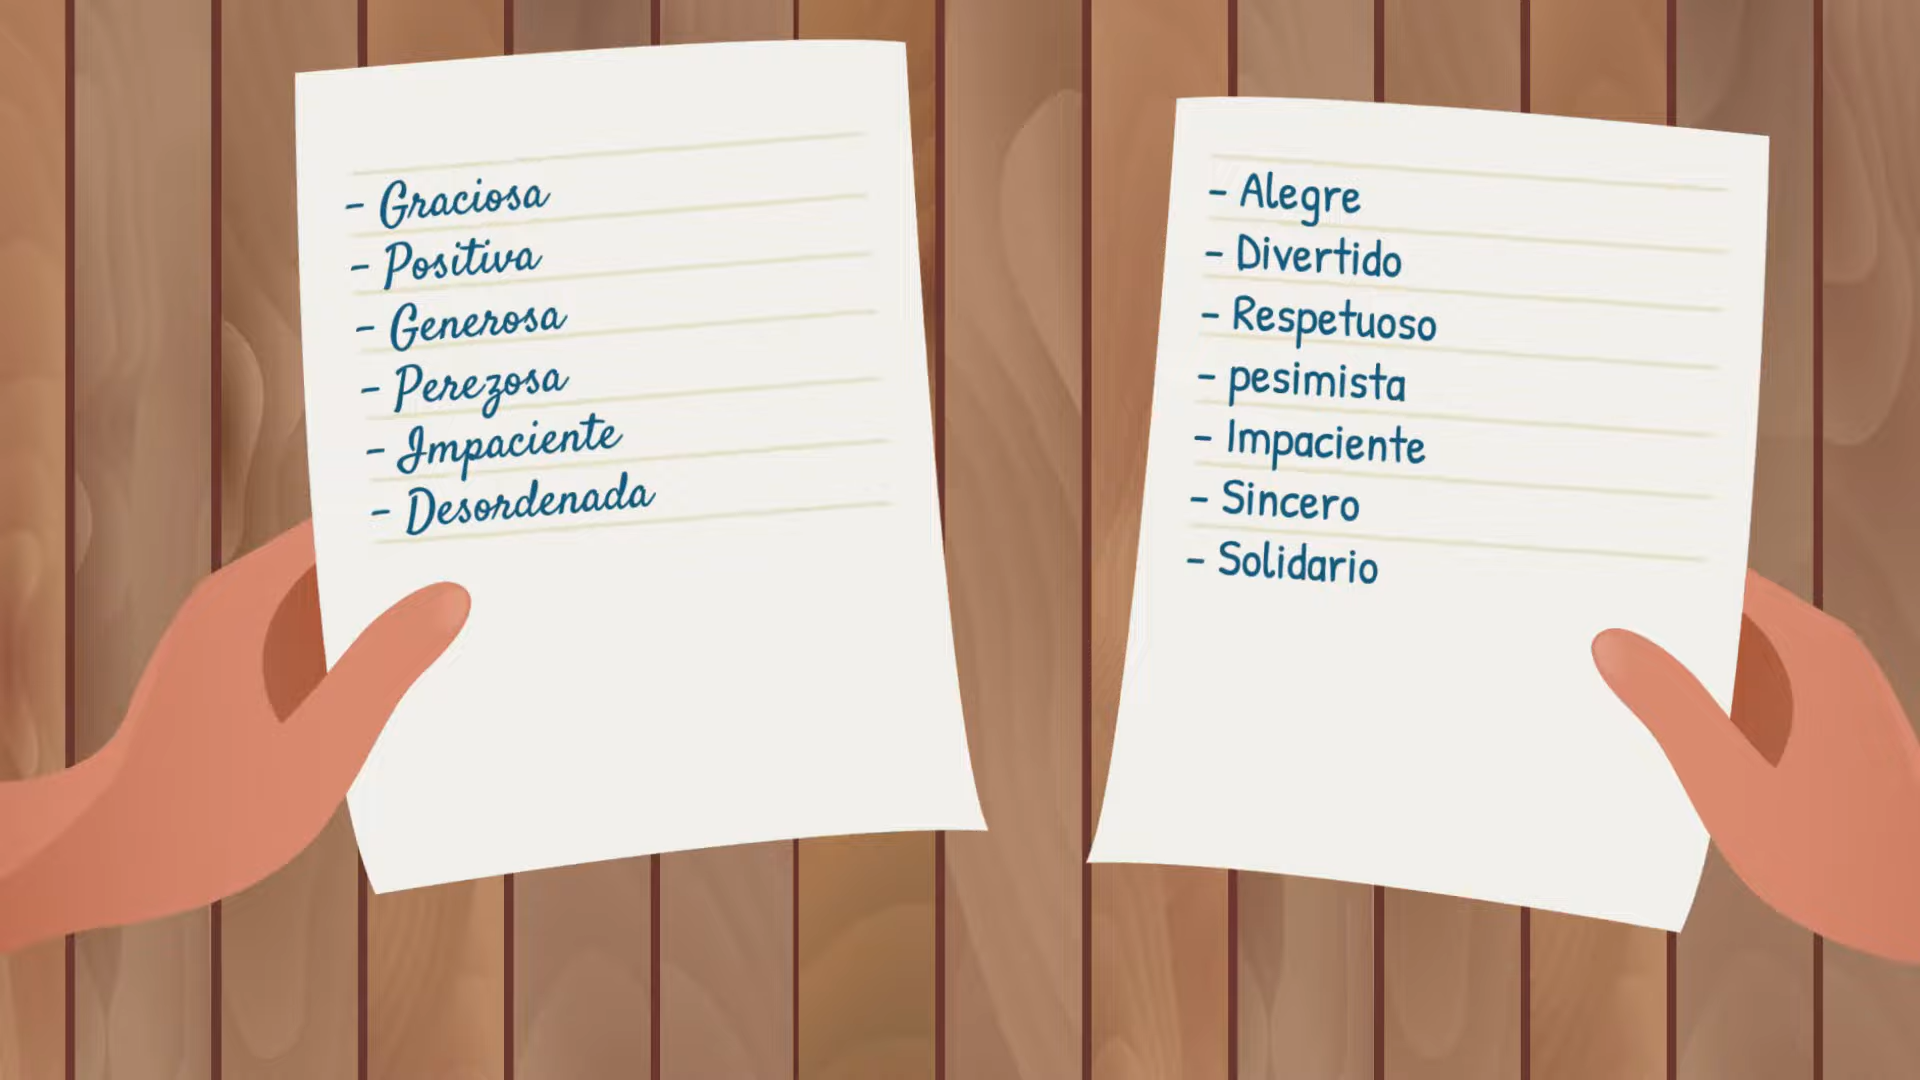 - Graciosa
- Positiva
- Generosa
- Perezosa
- Impaciente
- Desordenada
- Alegre
- Divertido
- Respetuoso
- pesimista
- Impaciente
- Sincero
- Solidario